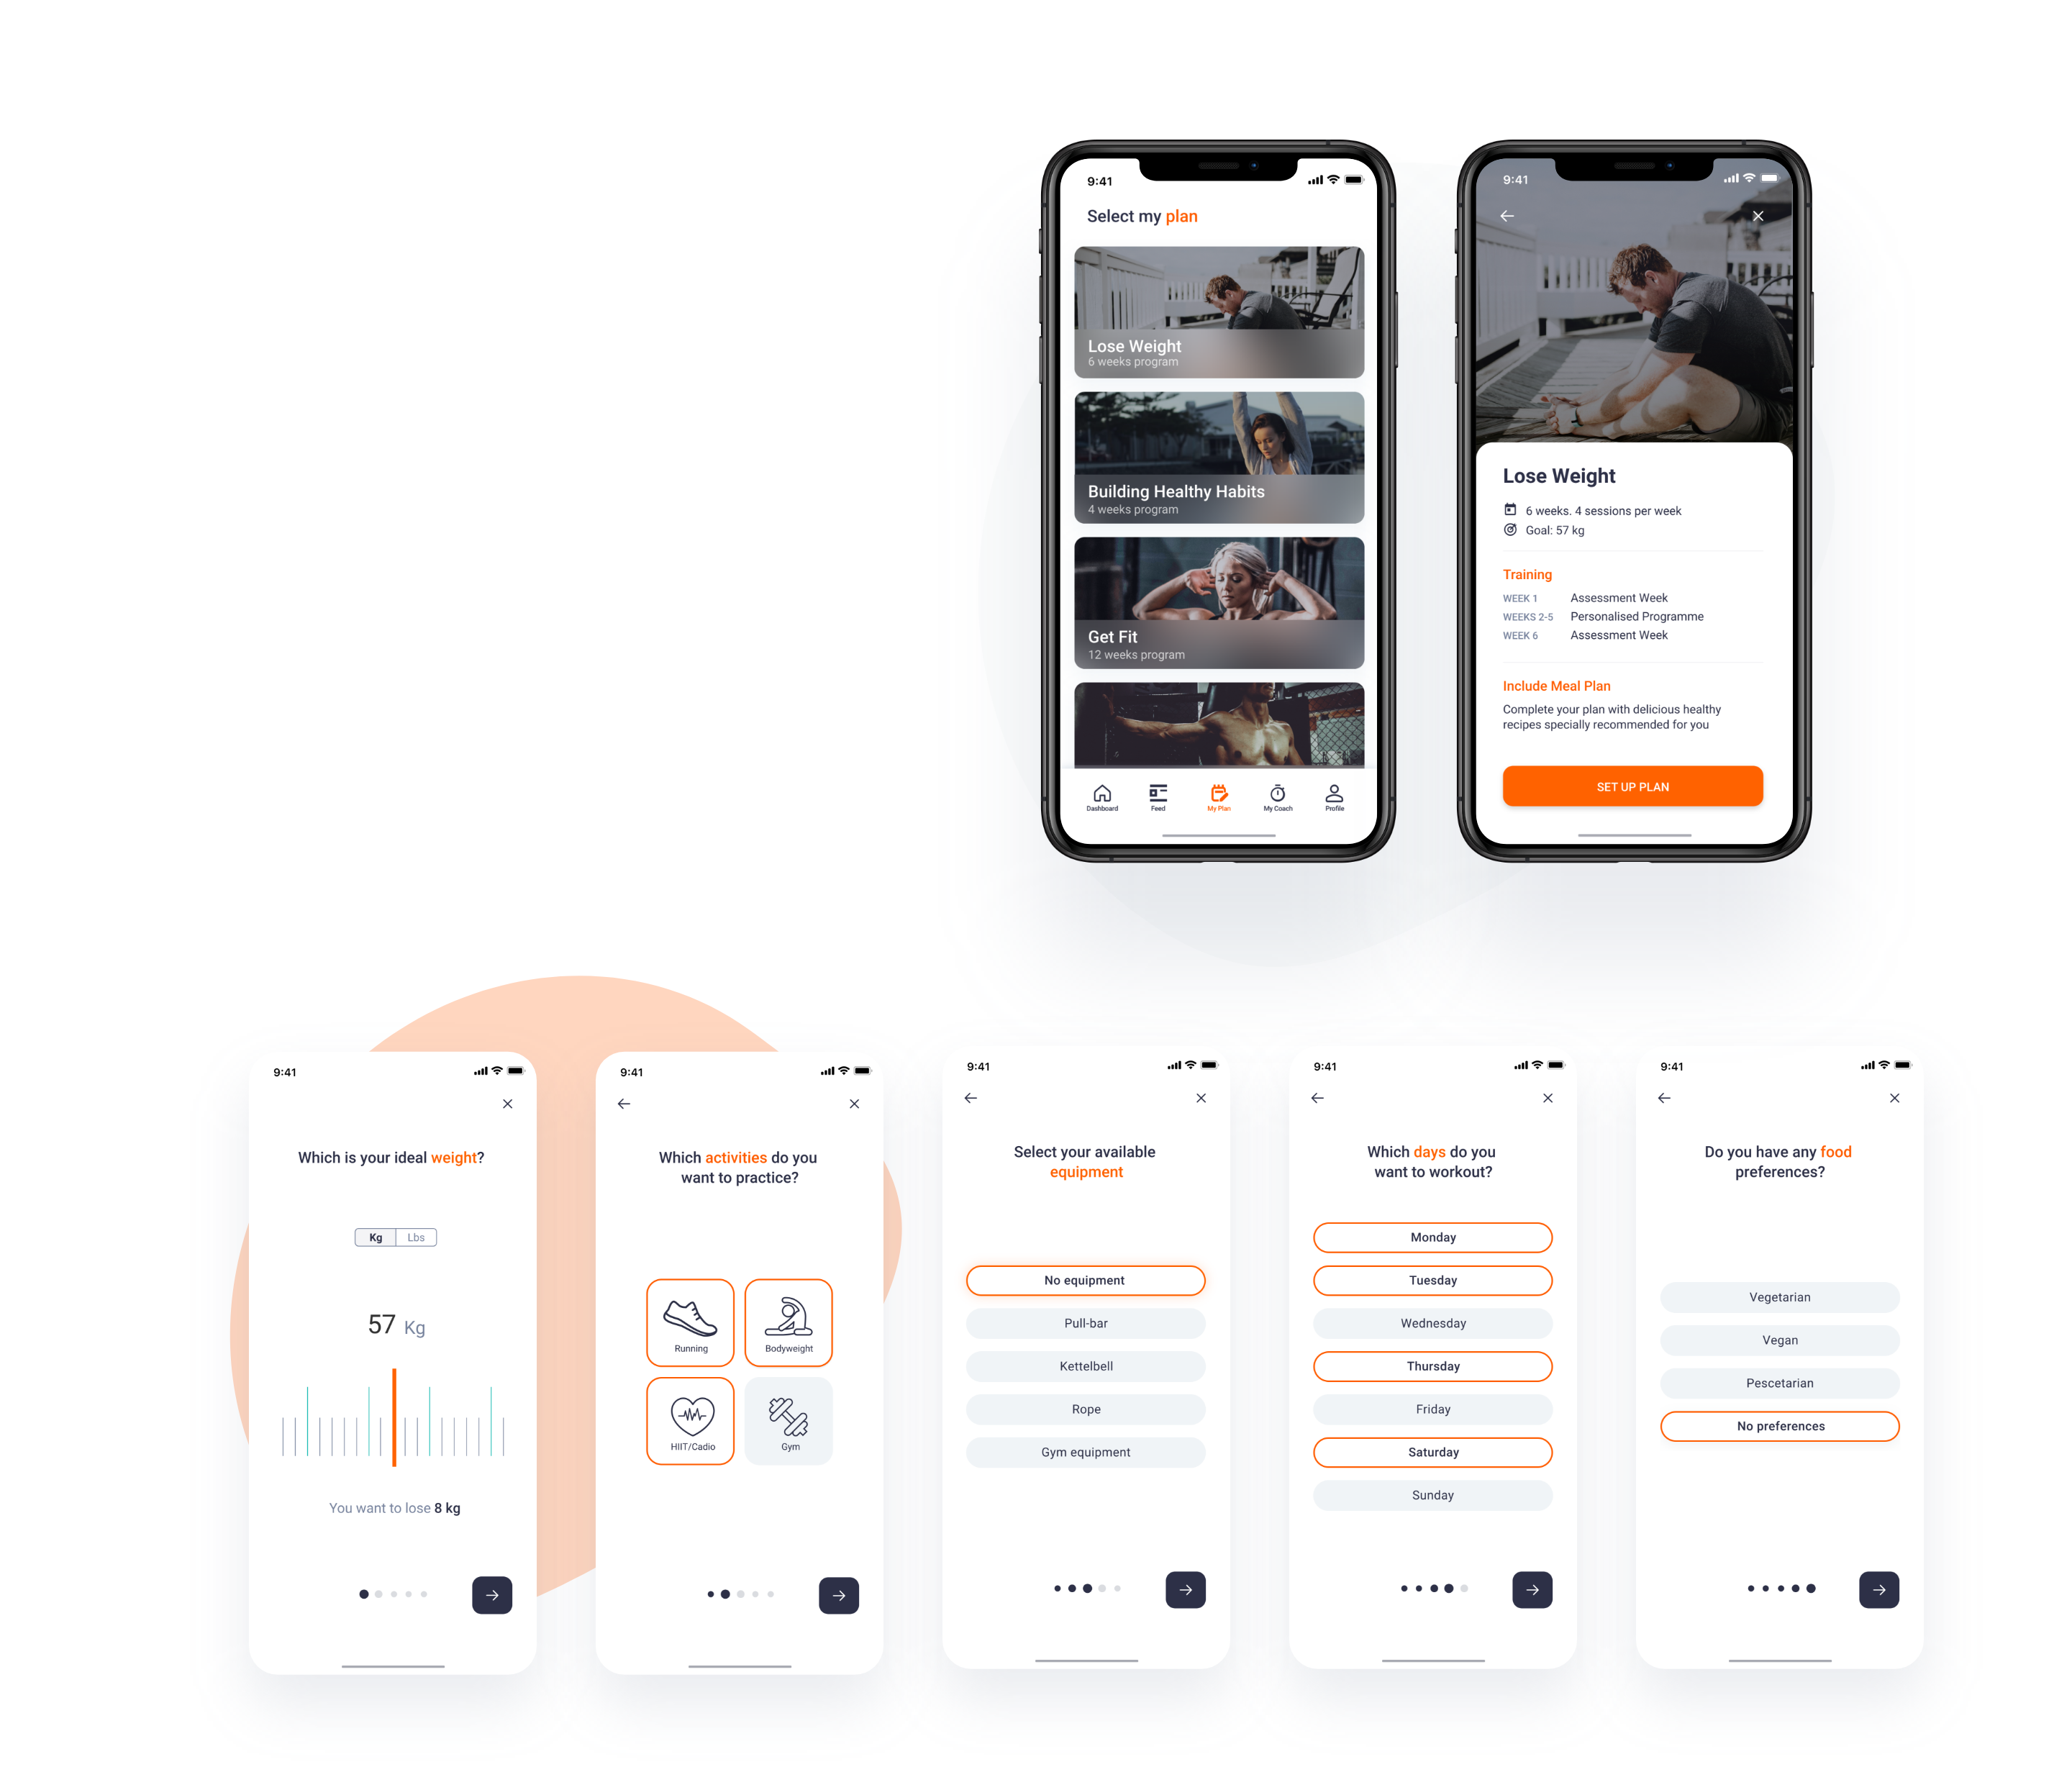 9:41
Select my plan
Lose Weight
6 weeks program
Building Healthy Habits
4 weeks program
Get Fit
12 weeks program
Dashboard
Feed
My Plan
My Coach
Profile
9:41
Lose Weight
6 weeks. 4 sessions per week
Goal: 57 kg
Training
WEEK 1 Assessment Week
WEEKS 2-5 Personalised Programme
WEEK 6 Assessment Week
Include Meal Plan
Complete your plan with delicious healthy
recipes specially recommended for you
SET UP PLAN
9:41
Which is your ideal weight?
Kg Lbs
57 Kg
You want to lose 8 kg
9:41
Which activities do you
want to practice?
Running
Bodyweight
HIIT/Cadio
Gym
9:41
Select your available
equipment
No equipment
Pull-bar
Kettelbell
Rope
Gym equipment
9:41
Which days do you
want to workout?
Monday
Tuesday
Wednesday
Thursday
Friday
Saturday
Sunday
9:41
Do you have any food
preferences?
Vegetarian
Vegan
Pescetarian
No preferences